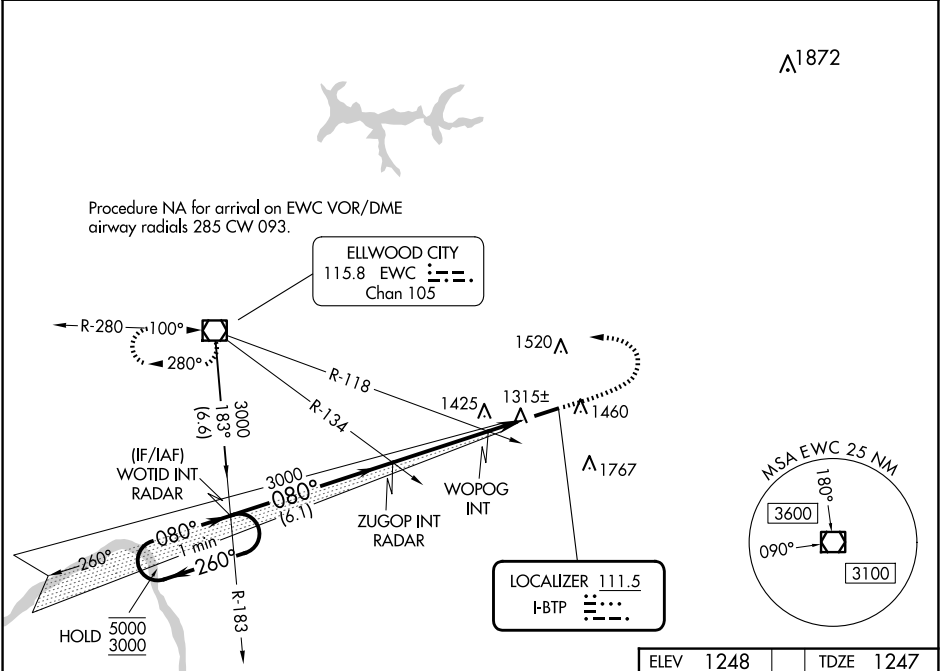 1872
Procedure NA for arrival on EWC VOR/DME
airway radials 285 CW 093.
ELLWOOD CITY
115.8 EWC
Chan 105
R-280
100°
280°
R-118
R-134
1520
1425
1315±
1460
1767
3000
183°
(6.6)
(IF/IAF)
WOTID INT
RADAR
3000
080°
(6.1)
ZUGOP INT
RADAR
WOPOG
INT
080°
1 min
260°
260°
R-183
HOLD 5000
3000
LOCALIZER 111.5
I-BTP
MSA EWC 25 NM
180°
3600
090°
3100
ELEV 1248 TDZE 1247